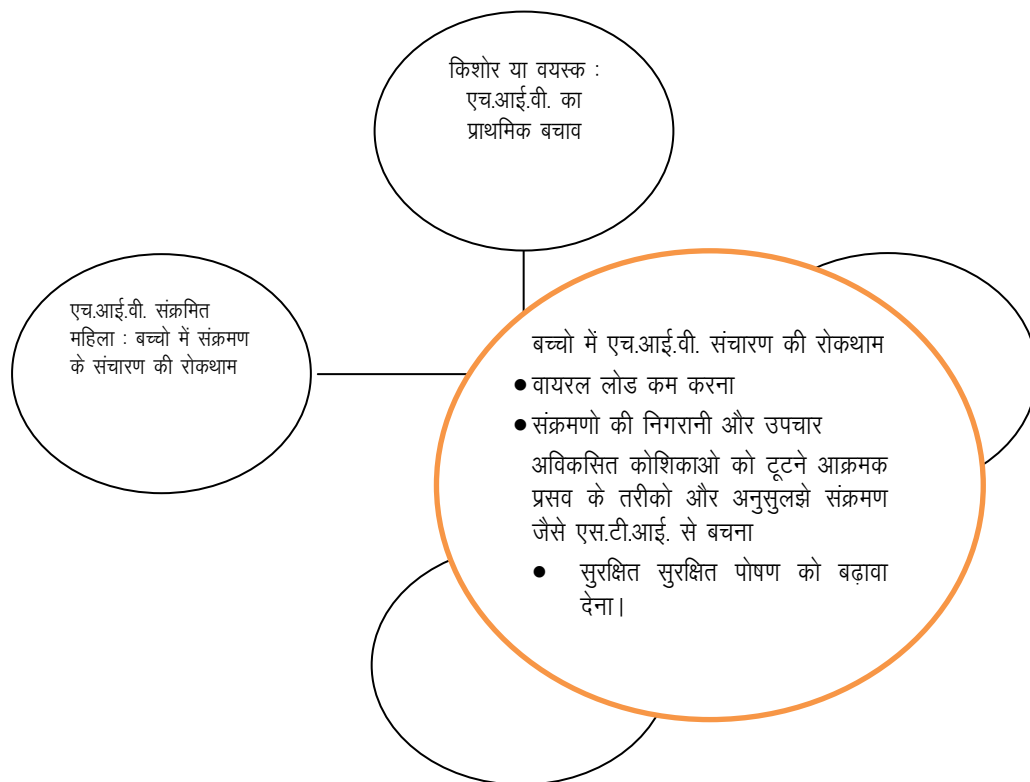 किशोर या वयस्क :
एच.आई.वी. का
प्राथमिक बचाव
एच.आई.वी. संक्रमित
महिला : बच्चो में संक्रमण
के संचारण की रोकथाम
बच्चो में एच.आई.वी. संचारण की रोकथाम
● वायरल लोड कम करना
● संक्रमणो की निगरानी और उपचार
अविकसित कोशिकाओ को टूटने आक्रमक
प्रसव के तरीको और अनुसुलझे संक्रमण
जैसे एस.टी.आई. से बचना
● सुरक्षित सुरक्षित पोषण को बढ़ावा
देना।